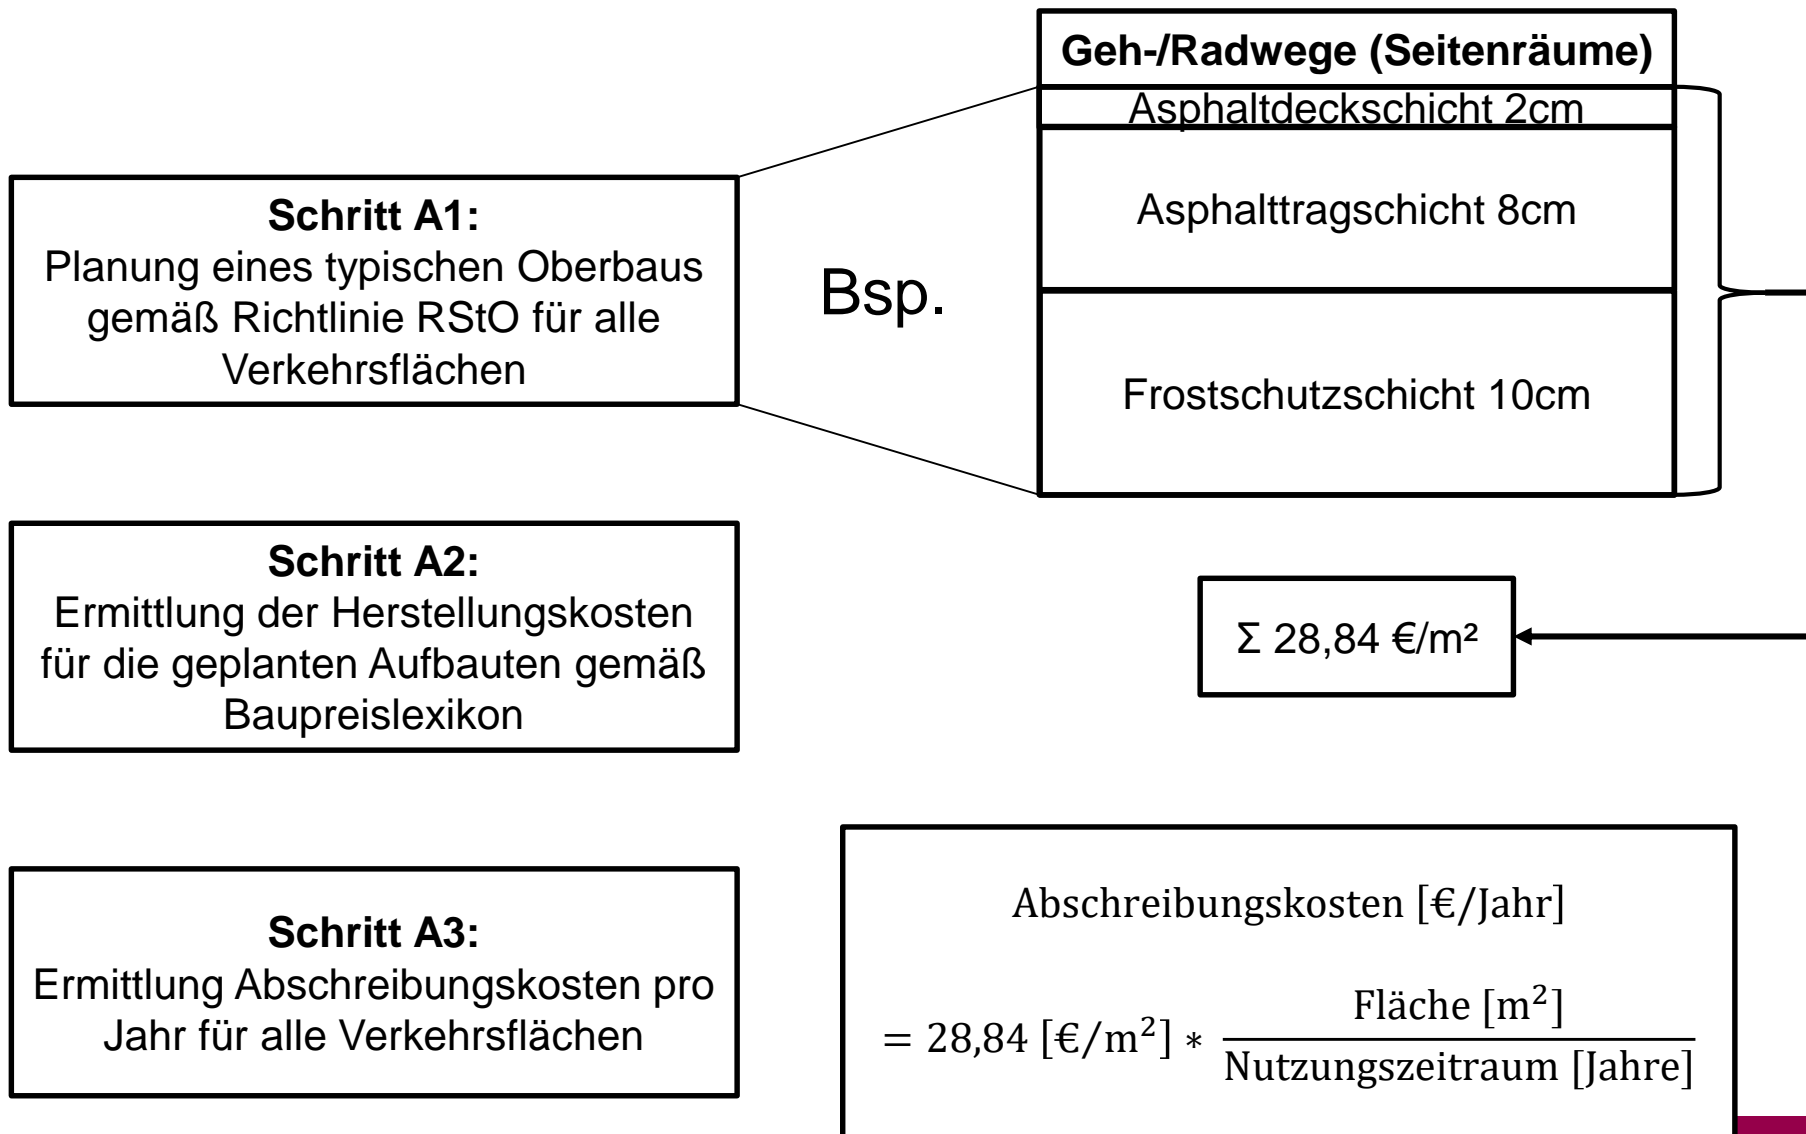 Geh-/Radwege (Seitenräume)
Asphaltdeckschicht 2cm
Asphalttragschicht 8cm
Frostschutzschicht 10cm
Schritt A1:
Planung eines typischen Oberbaus
gemäß Richtlinie RStO für alle
Verkehrsflächen
Bsp.
Schritt A2:
Ermittlung der Herstellungskosten
für die geplanten Aufbauten gemäß
Baupreislexikon
Σ 28,84 €/m²
Schritt A3:
Ermittlung Abschreibungskosten pro
Jahr für alle Verkehrsflächen
Abschreibungskosten [€/Jahr]
= 28,84 [€/m²] * Fläche [m²]
Nutzungszeitraum [Jahre]